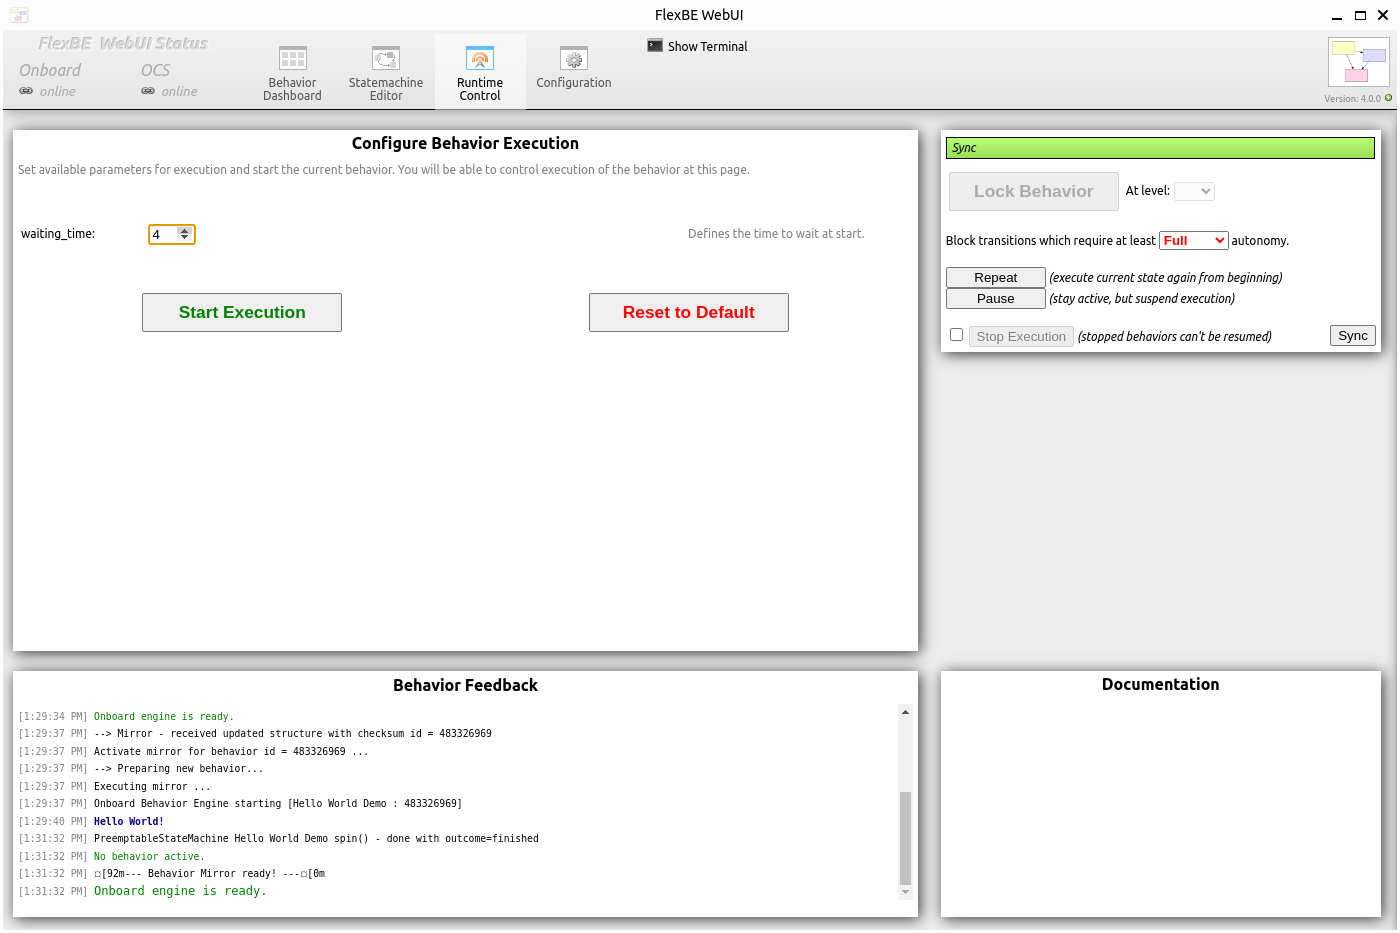 FlexBE WebUI
FlexBE WebUI Status
Onboard
OCS
online
online
Behavior
Dashboard
Statemachine
Editor
Runtime
Control
Configuration
Show Terminal
Version: 4.0.0
Configure Behavior Execution
Set available parameters for execution and start the current behavior. You will be able to control execution of the behavior at this page.
waiting_time:
4
Defines the time to wait at start.
Start Execution
Reset to Default
Sync
Lock Behavior
At level:
Block transitions which require at least Full autonomy.
Repeat (execute current state again from beginning)
Pause (stay active, but suspend execution)
Stop Execution (stopped behaviors can't be resumed)
Sync
Behavior Feedback
[1:29:34 PM] Onboard engine is ready.
[1:29:37 PM] --> Mirror - received updated structure with checksum id = 483326969
[1:29:37 PM] Activate mirror for behavior id = 483326969 ...
[1:29:37 PM] --> Preparing new behavior...
[1:29:37 PM] Executing mirror ...
[1:29:37 PM] Onboard Behavior Engine starting [Hello World Demo : 483326969]
[1:29:40 PM] Hello World!
[1:31:32 PM] PreemptableStateMachine Hello World Demo spin() - done with outcome=finished
[1:31:32 PM] No behavior active.
[1:31:32 PM] ¤[92m--- Behavior Mirror ready! ---¤[0m
[1:31:32 PM] Onboard engine is ready.
Documentation